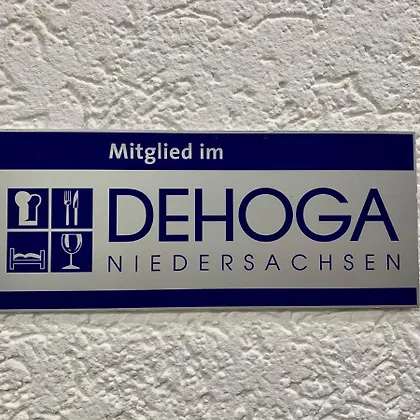 Mitglied im
DEHOGA
NIEDERSACHSEN